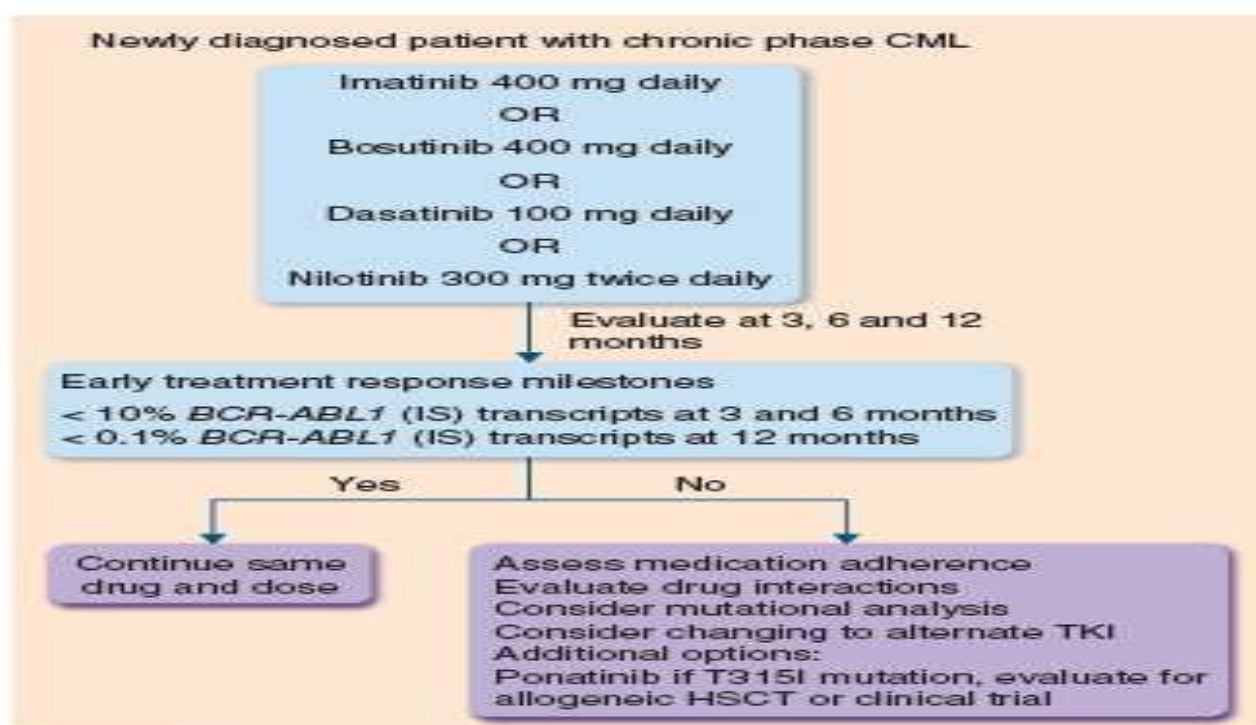 Newly diagnosed patient with chronic phase CML
Imatinib 400 mg daily
OR
Bosutinib 400 mg daily
OR
Dasatinib 100 mg daily
OR
Nilotinib 300 mg twice daily
Evaluate at 3, 6 and 12
months
Early treatment response milestones
< 10% BCR-ABL1 (IS) transcripts at 3 and 6 months
< 0.1% BCR-ABL1 (IS) transcripts at 12 months
Yes
No
Continue same
drug and dose
Assess medication adherence
Evaluate drug interactions
Consider mutational analysis
Consider changing to alternate TKI
Additional options:
Ponatinib if T315I mutation, evaluate for
allogeneic HSCT or clinical trial